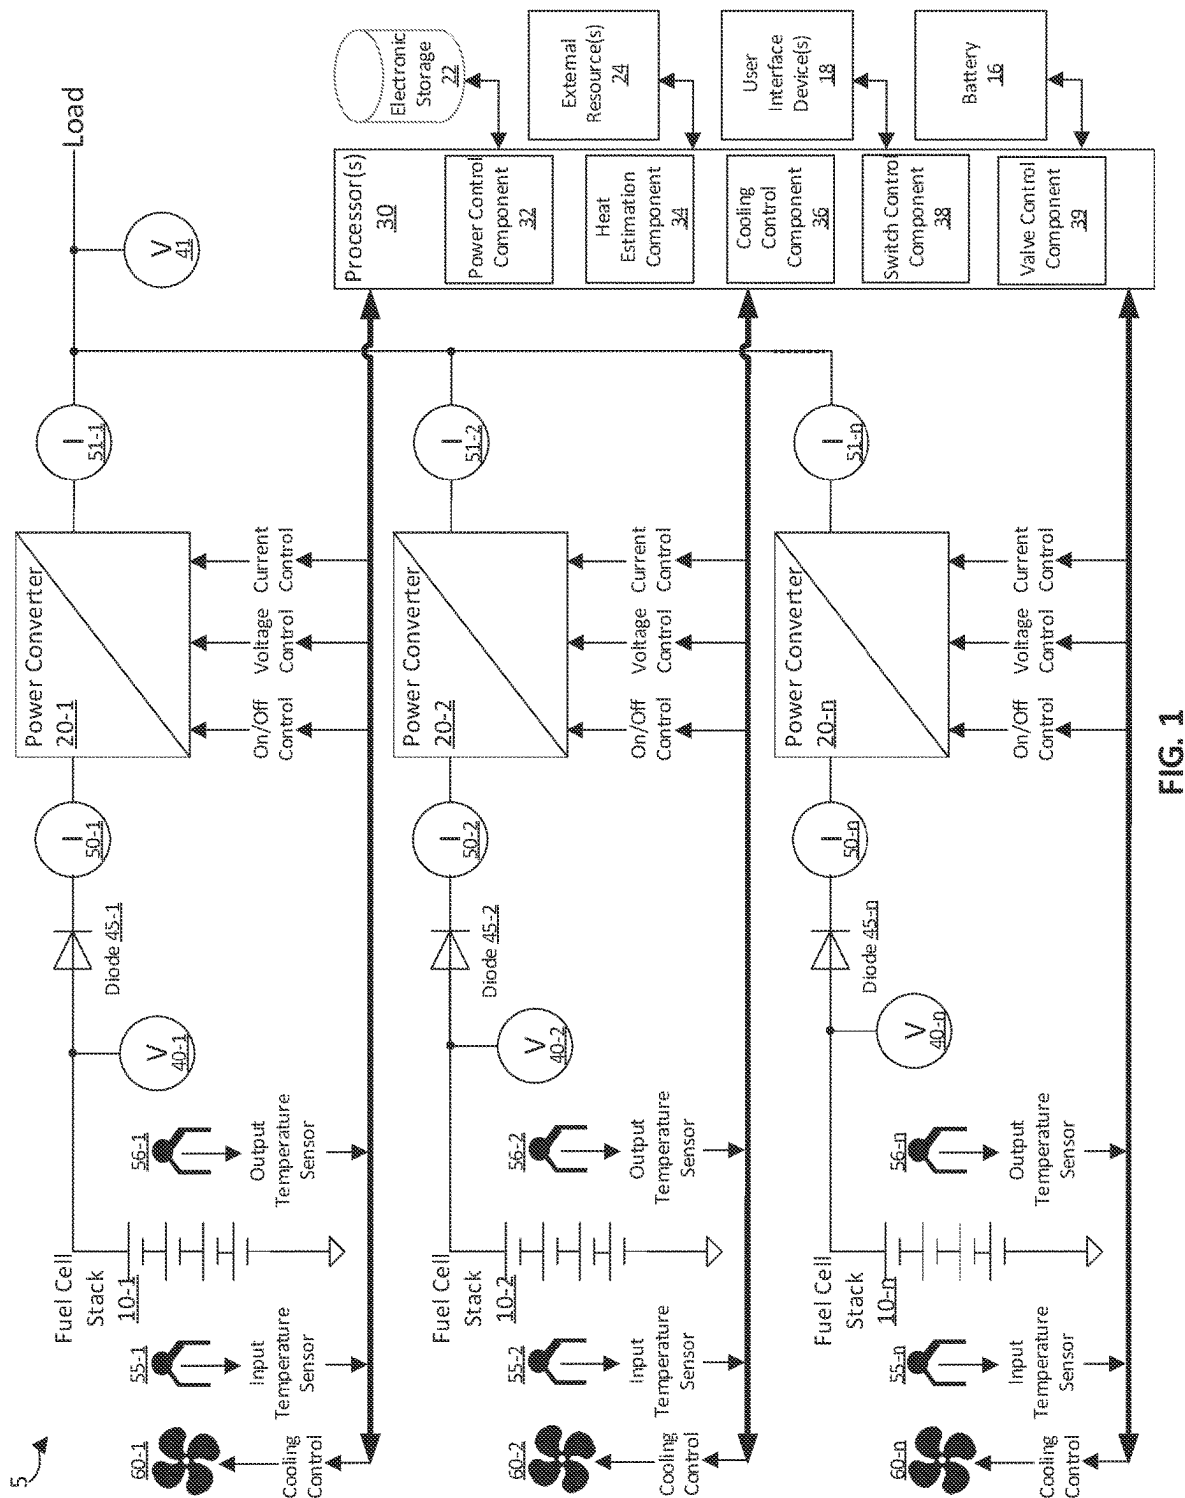 5
Fuel Cell
Stack
10-1
55-1
Input
Temperature
Sensor
60-1
Cooling
Control
56-1
Output
Temperature
Sensor
V
40-1
Diode 45-1
I
50-1
Power Converter
20-1
On/Off
Control
Voltage
Control
Current
Control
I
51-1
V
41
Load
Fuel Cell
Stack
10-2
55-2
Input
Temperature
Sensor
60-2
Cooling
Control
56-2
Output
Temperature
Sensor
V
40-2
Diode 45-2
I
50-2
Power Converter
20-2
On/Off
Control
Voltage
Control
Current
Control
I
51-2
Fuel Cell
Stack
10-n
55-n
Input
Temperature
Sensor
60-n
Cooling
Control
56-n
Output
Temperature
Sensor
V
40-n
Diode 45-n
I
50-n
Power Converter
20-n
On/Off
Control
Voltage
Control
Current
Control
I
51-n
Processor(s)
30
Power Control
Component
32
Heat
Estimation
Component
34
Cooling
Control
Component
36
Switch Control
Component
38
Valve Control
Component
39
Electronic
Storage
22
External
Resource(s)
24
User
Interface
Device(s)
18
Battery
16
FIG. 1